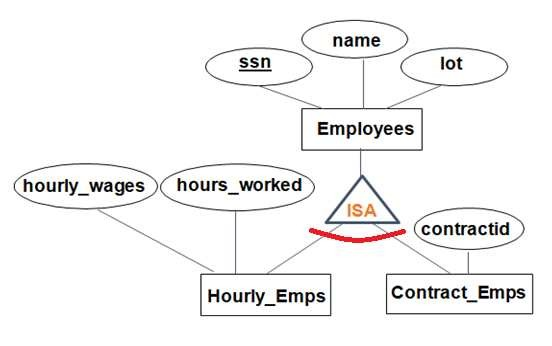 name
ssn
lot
Employees
hourly_wages
hours_worked
ISA
contractid
Hourly_Emps
Contract_Emps